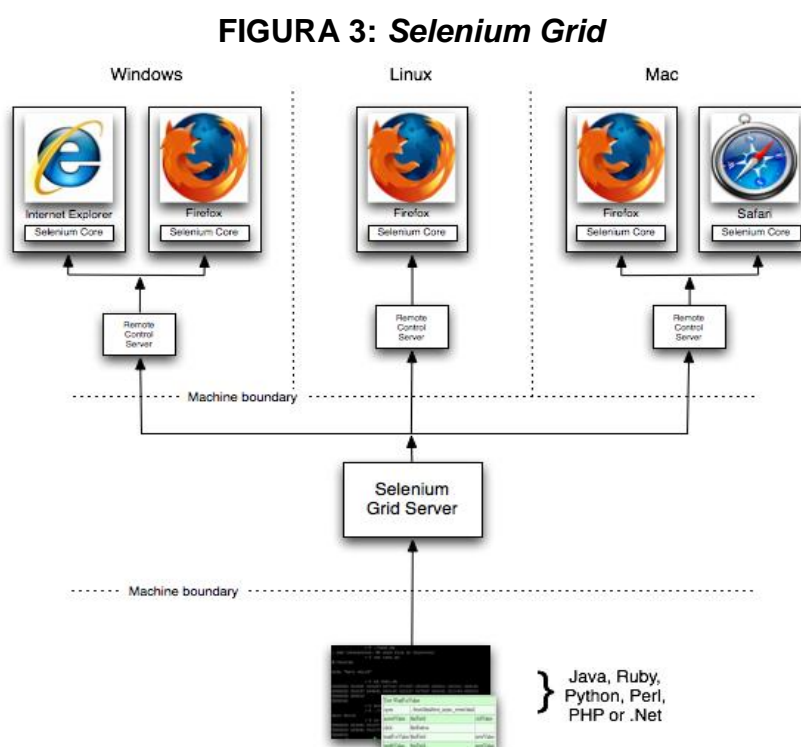 FIGURA 3: Selenium Grid
Windows
Linux
Mac
Internet Explorer
Selenium Core
Firefox
Selenium Core
Firefox
Selenium Core
Firefox
Selenium Core
Safari
Selenium Core
Remote
Control
Server
Remote
Control
Server
Remote
Control
Server
Machine boundary
Selenium
Grid Server
Machine boundary
Java, Ruby,
Python, Perl,
PHP or .Net